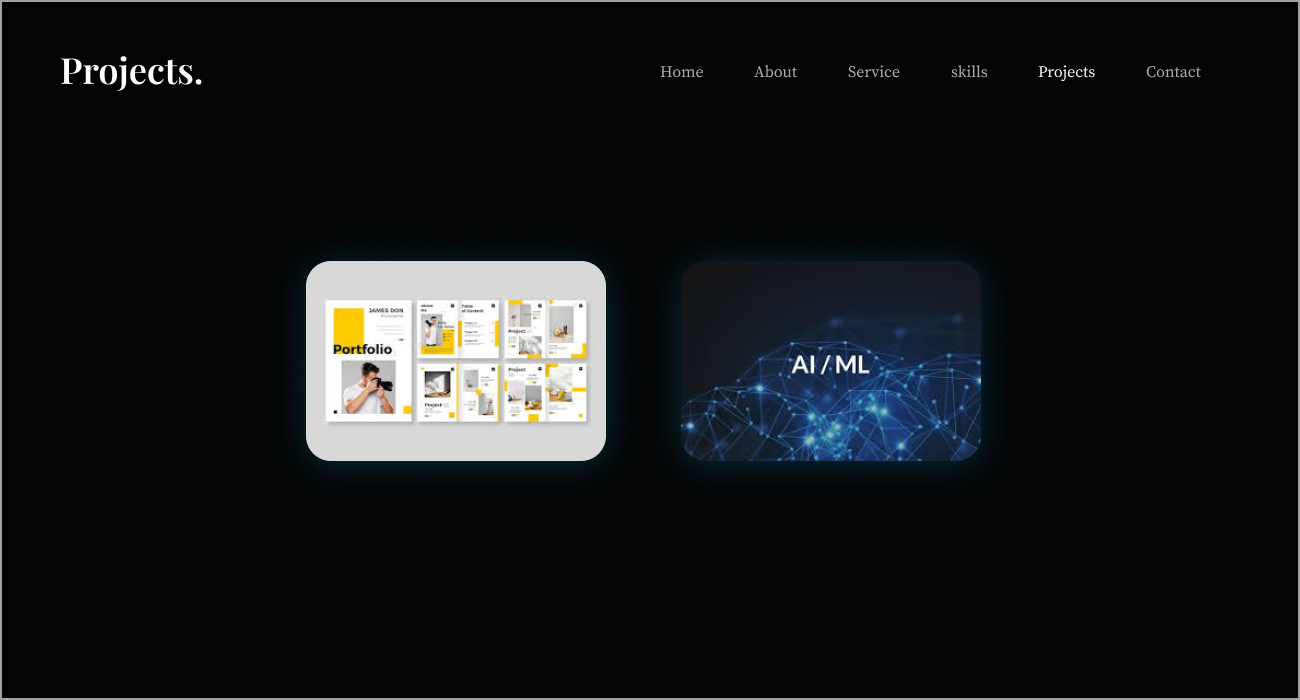 Projects.
Home About Service skills Projects Contact
JAMES DON
Portfolio
About
Me
Table
of Content
Project
Project
Project
AI / ML